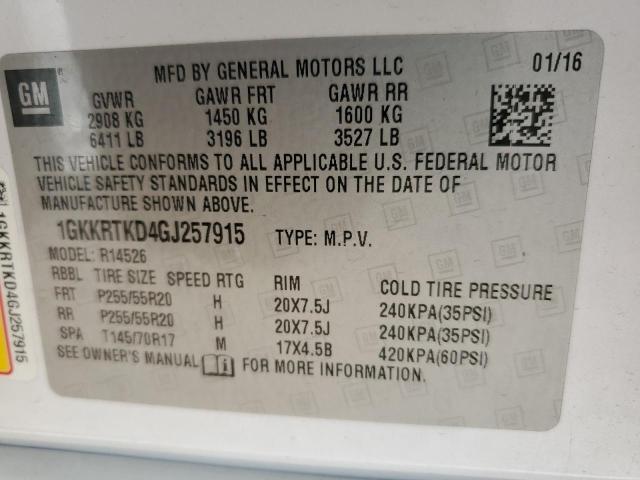 GM
MFD BY GENERAL MOTORS LLC 01/16
GVWR GAWR FRT GAWR RR
2908 KG 1450 KG 1600 KG
6411 LB 3196 LB 3527 LB
THIS VEHICLE CONFORMS TO ALL APPLICABLE U.S. FEDERAL MOTOR
VEHICLE SAFETY STANDARDS IN EFFECT ON THE DATE OF
MANUFACTURE SHOWN ABOVE.
1GKKRTKD4GJ257915 TYPE: M.P.V.
MODEL: R14526
RBBL TIRE SIZE SPEED RTG RIM COLD TIRE PRESSURE
FRT P255/55R20 H 20X7.5J 240KPA(35PSI)
RR P255/55R20 H 20X7.5J 240KPA(35PSI)
SPA T145/70R17 M 17X4.5B 420KPA(60PSI)
SEE OWNER'S MANUAL FOR MORE INFORMATION.
1GKKRTKD4GJ257915